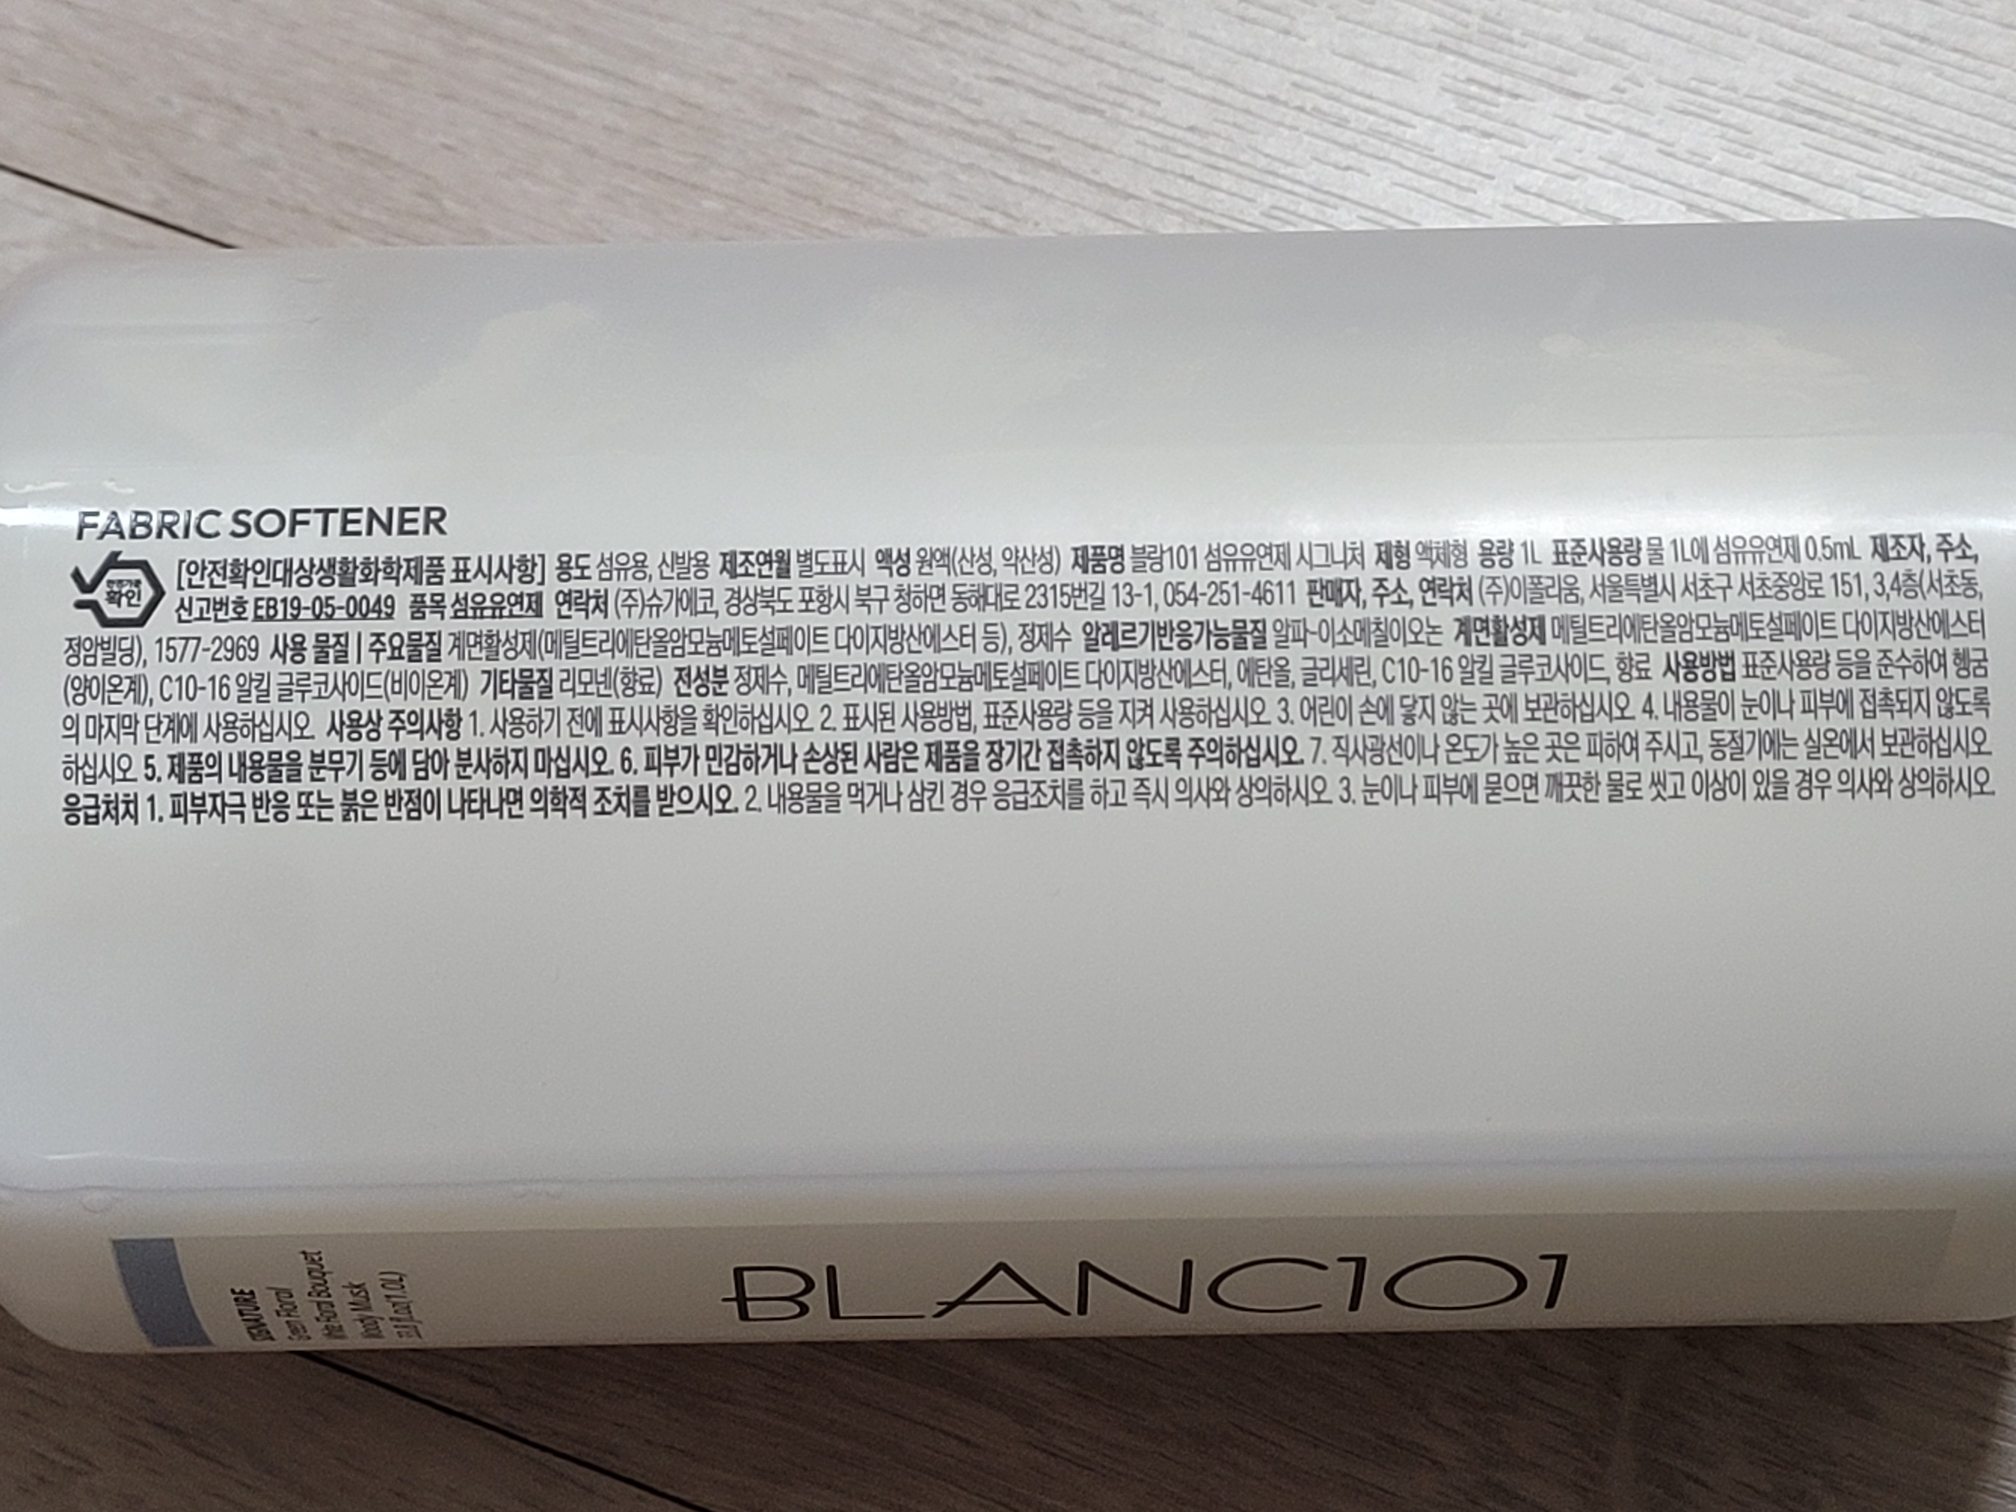 FABRIC SOFTENER
안전기준 확인
[안전확인대상생활화학제품 표시사항] 용도 섬유용, 신발용 제조연월 별도표시 액성 원액(산성, 약산성) 제품명 블랑101 섬유유연제 시그니처 제형 액체형 용량 1L 표준사용량 물 1L에 섬유유연제 0.5mL 제조자, 주소,
신고번호 EB19-05-0049 품목 섬유유연제 연락처 (주)슈가에코, 경상북도 포항시 북구 청하면 동해대로 2315번길 13-1, 054-251-4611 판매자, 주소, 연락처 (주)이폴리움, 서울특별시 서초구 서초중앙로 151, 3,4층(서초동,
정암빌딩), 1577-2969 사용 물질 | 주요물질 계면활성제(메틸트리에탄올암모늄메토설페이트 다이지방산에스터 등), 정제수 알레르기반응가능물질 알파-이소메칠이오논 계면활성제 메틸트리에탄올암모늄메토설페이트 다이지방산에스터
(양이온계), C10-16 알킬 글루코사이드(비이온계) 기타물질 리모넨(향료) 전성분 정제수, 메틸트리에탄올암모늄메토설페이트 다이지방산에스터, 에탄올, 글리세린, C10-16 알킬 글루코사이드, 향료 사용방법 표준사용량 등을 준수하여 헹굼
의 마지막 단계에 사용하십시오. 사용상 주의사항 1. 사용하기 전에 표시사항을 확인하십시오. 2. 표시된 사용방법, 표준사용량 등을 지켜 사용하십시오. 3. 어린이 손에 닿지 않는 곳에 보관하십시오. 4. 내용물이 눈이나 피부에 접촉되지 않도록
하십시오. 5. 제품의 내용물을 분무기 등에 담아 분사하지 마십시오. 6. 피부가 민감하거나 손상된 사람은 제품을 장기간 접촉하지 않도록 주의하십시오. 7. 직사광선이나 온도가 높은 곳은 피하여 주시고, 동절기에는 실온에서 보관하십시오.
응급처치 1. 피부자극 반응 또는 붉은 반점이 나타나면 의학적 조치를 받으시오. 2. 내용물을 먹거나 삼킨 경우 응급조치를 하고 즉시 의사와 상의하시오. 3. 눈이나 피부에 묻으면 깨끗한 물로 씻고 이상이 있을 경우 의사와 상의하시오.
SIGNATURE
Green Floral
White Floral Bouquet
Woody Musk
33.8 fl.oz(1.0L)
BLANC101